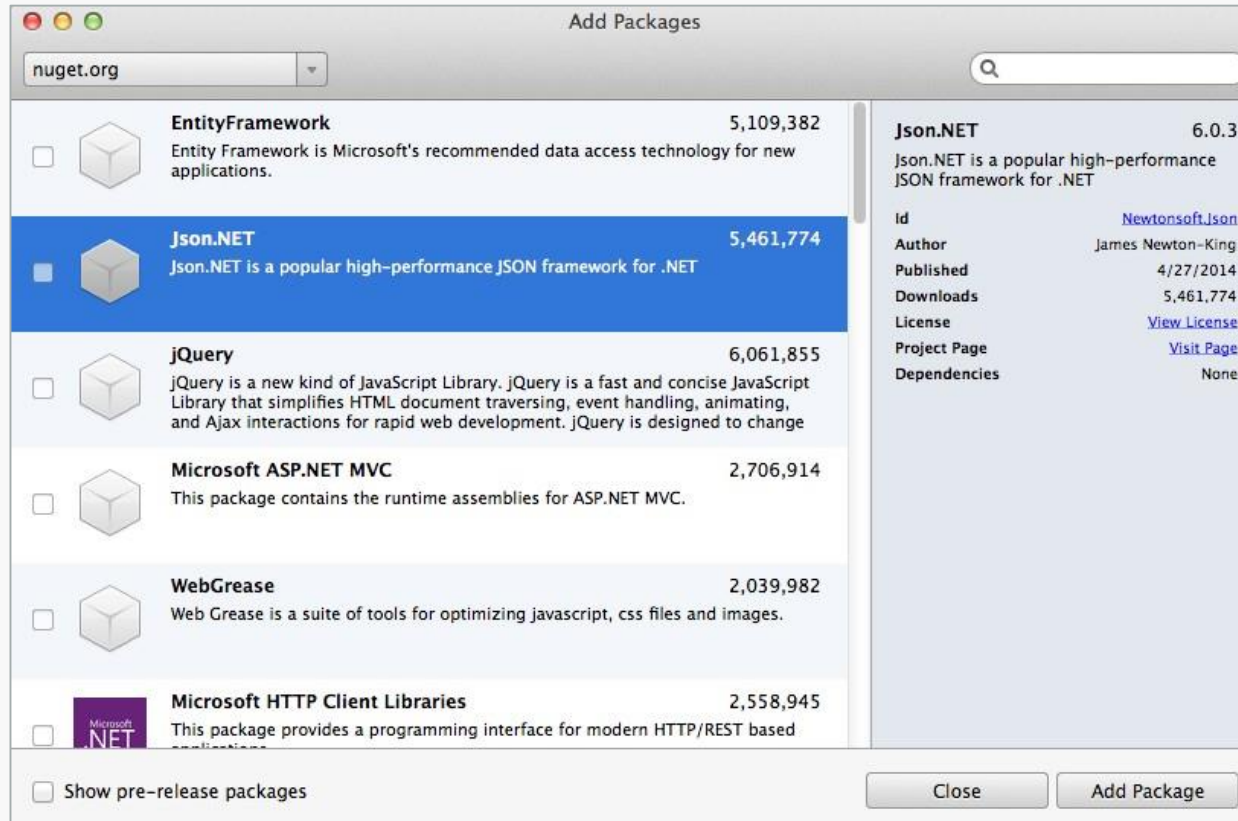 Add Packages
nuget.org
EntityFramework 5,109,382
Entity Framework is Microsoft's recommended data access technology for new
applications.
Json.NET 5,461,774
Json.NET is a popular high-performance JSON framework for .NET
jQuery 6,061,855
jQuery is a new kind of JavaScript Library. jQuery is a fast and concise JavaScript
Library that simplifies HTML document traversing, event handling, animating,
and Ajax interactions for rapid web development. jQuery is designed to change
Microsoft ASP.NET MVC 2,706,914
This package contains the runtime assemblies for ASP.NET MVC.
WebGrease 2,039,982
Web Grease is a suite of tools for optimizing javascript, css files and images.
Microsoft
.NET
Microsoft HTTP Client Libraries 2,558,945
This package provides a programming interface for modern HTTP/REST based
Json.NET 6.0.3
Json.NET is a popular high-performance
JSON framework for .NET
Id Newtonsoft.Json
Author James Newton-King
Published 4/27/2014
Downloads 5,461,774
License View License
Project Page Visit Page
Dependencies None
Show pre-release packages
Close
Add Package